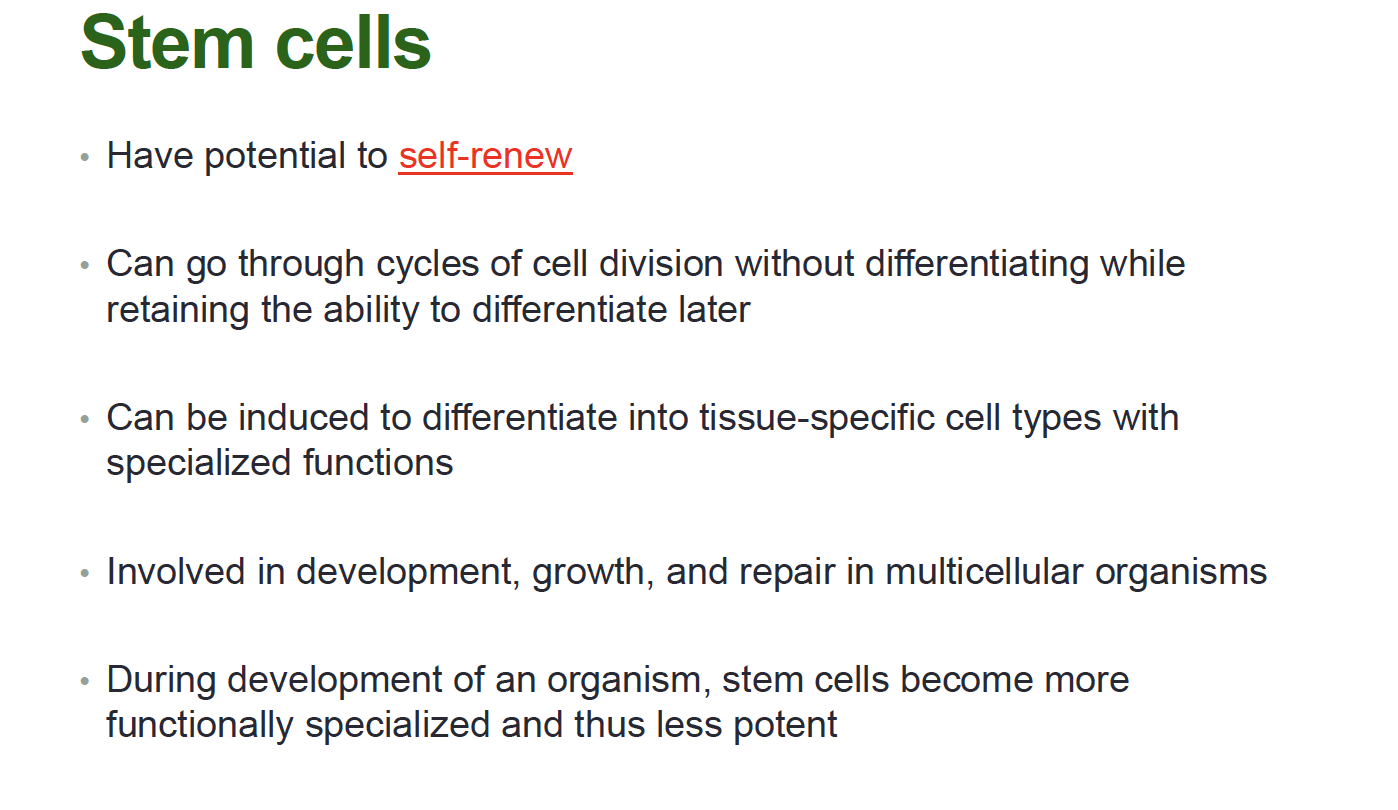 Stem cells
• Have potential to self-renew
• Can go through cycles of cell division without differentiating while
retaining the ability to differentiate later
• Can be induced to differentiate into tissue-specific cell types with
specialized functions
• Involved in development, growth, and repair in multicellular organisms
• During development of an organism, stem cells become more
functionally specialized and thus less potent